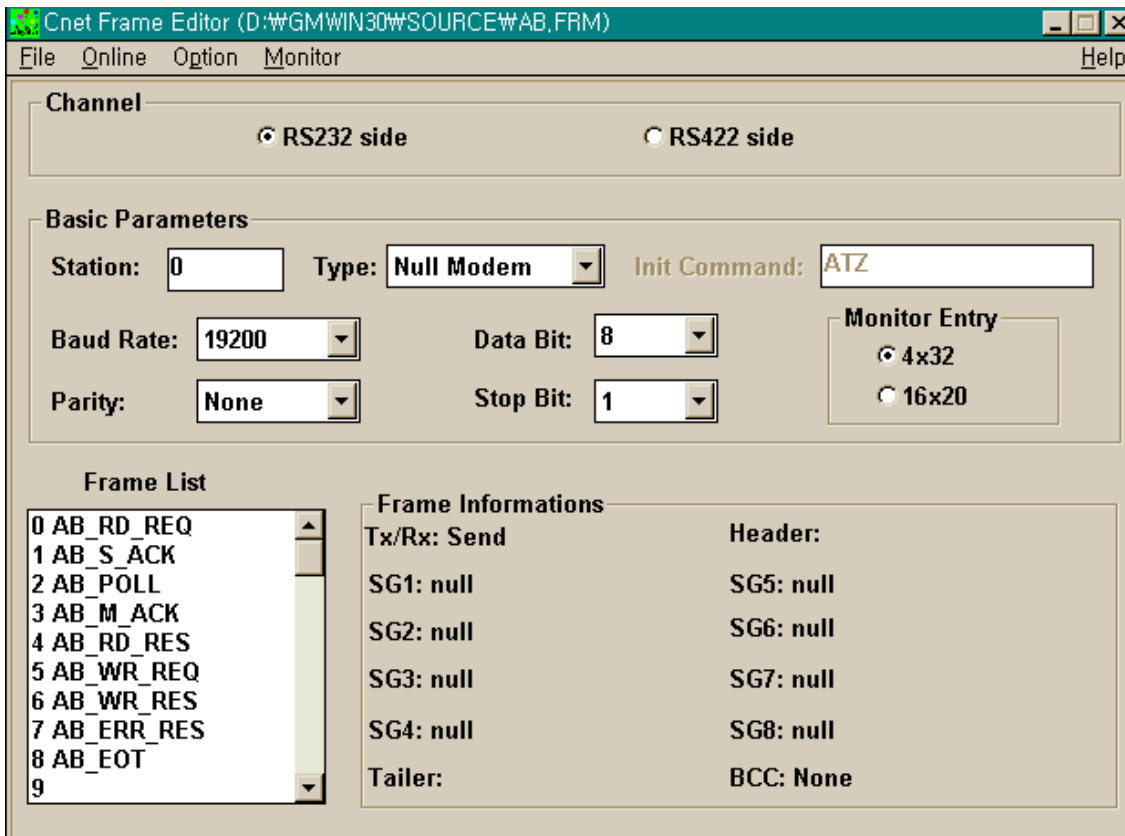 Cnet Frame Editor (D:₩GMWIN30₩SOURCE₩AB,FRM)
File Online Option Monitor Help
Channel
RS232 side RS422 side
Basic Parameters
Station: 0 Type: Null Modem Init Command: ATZ
Baud Rate: 19200 Data Bit: 8 Monitor Entry
4x32
Parity: None Stop Bit: 1 16x20
Frame List
0 AB_RD_REQ
1 AB_S_ACK
2 AB_POLL
3 AB_M_ACK
4 AB_RD_RES
5 AB_WR_REQ
6 AB_WR_RES
7 AB_ERR_RES
8 AB_EOT
9
Frame Informations
Tx/Rx: Send Header:
SG1: null SG5: null
SG2: null SG6: null
SG3: null SG7: null
SG4: null SG8: null
Tailer: BCC: None